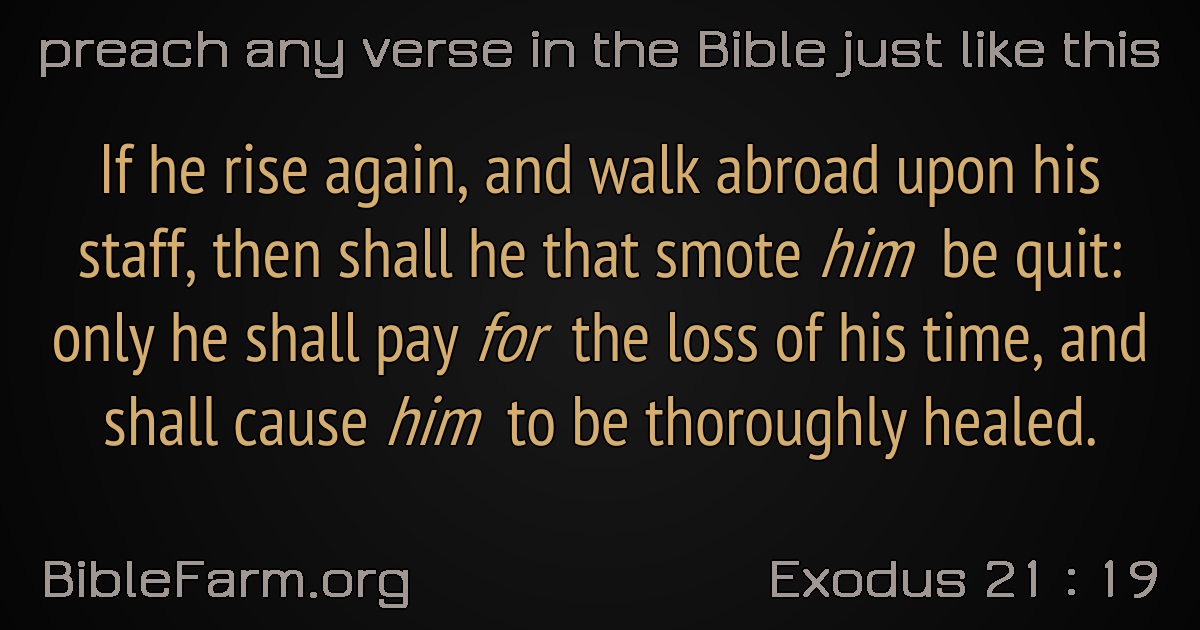 preach any verse in the Bible just like this
If he rise again, and walk abroad upon his
staff, then shall he that smote him be quit:
only he shall pay for the loss of his time, and
shall cause him to be thoroughly healed.
BibleFarm.org
Exodus 21 : 19